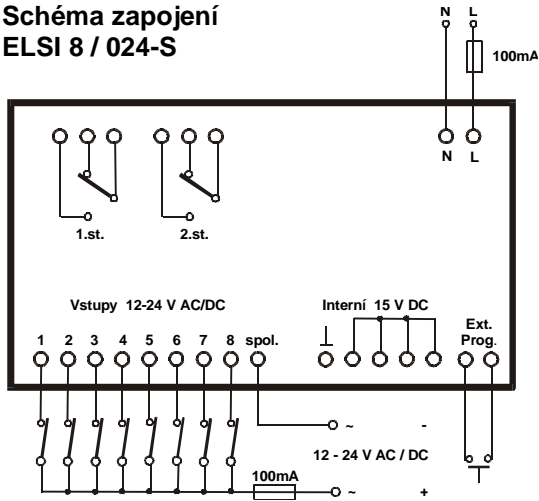 Schéma zapojení
ELSI 8 / 024-S
N L
100mA
N L
1.st. 2.st.
Vstupy 12-24 V AC/DC
Interní 15 V DC
Ext.
Prog.
1 2 3 4 5 6 7 8 spol.
~ -
12 - 24 V AC / DC
100mA
~ +